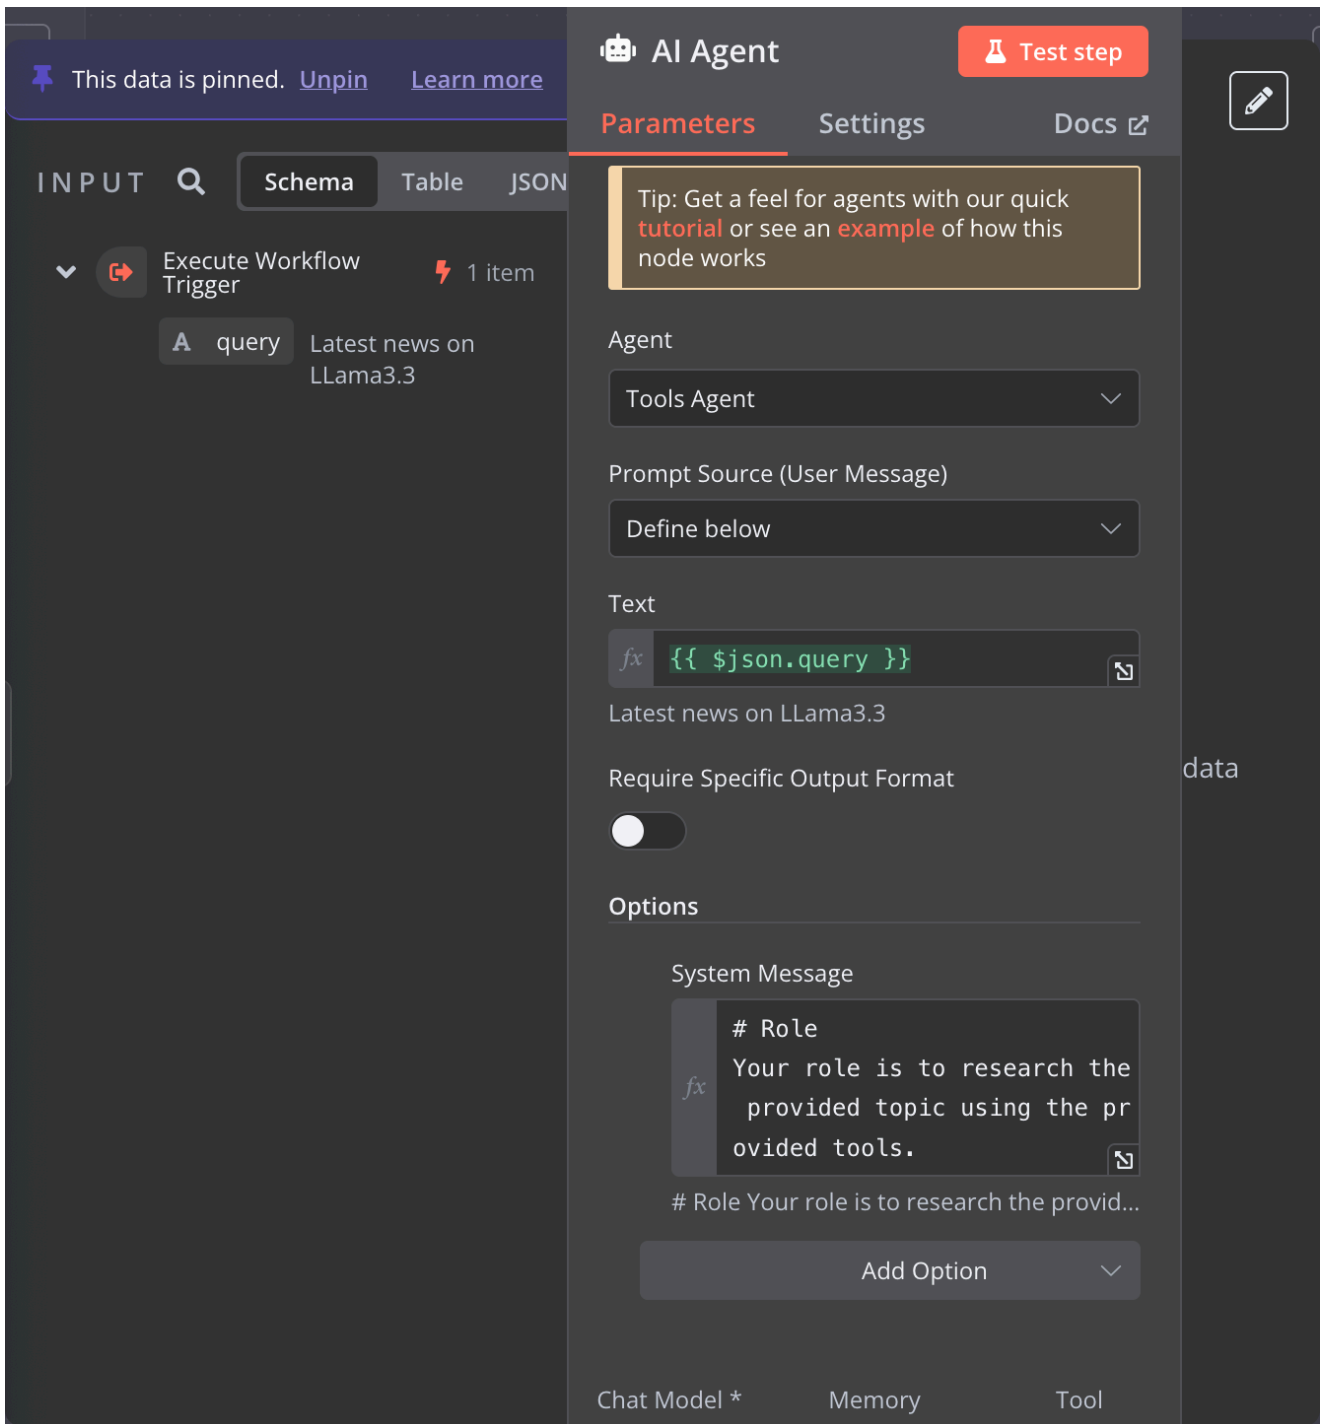 This data is pinned. Unpin Learn more
INPUT Schema Table JSON
Execute Workflow
Trigger
1 item
A query Latest news on
LLama3.3
AI Agent
Test step
Parameters Settings Docs
Tip: Get a feel for agents with our quick
tutorial or see an example of how this
node works
Agent
Tools Agent
Prompt Source (User Message)
Define below
Text
fx {{ $json.query }}
Latest news on LLama3.3
Require Specific Output Format
Options
System Message
# Role
Your role is to research the
fx
provided topic using the pr
ovided tools.
# Role Your role is to research the provid...
Add Option
Chat Model * Memory Tool
data